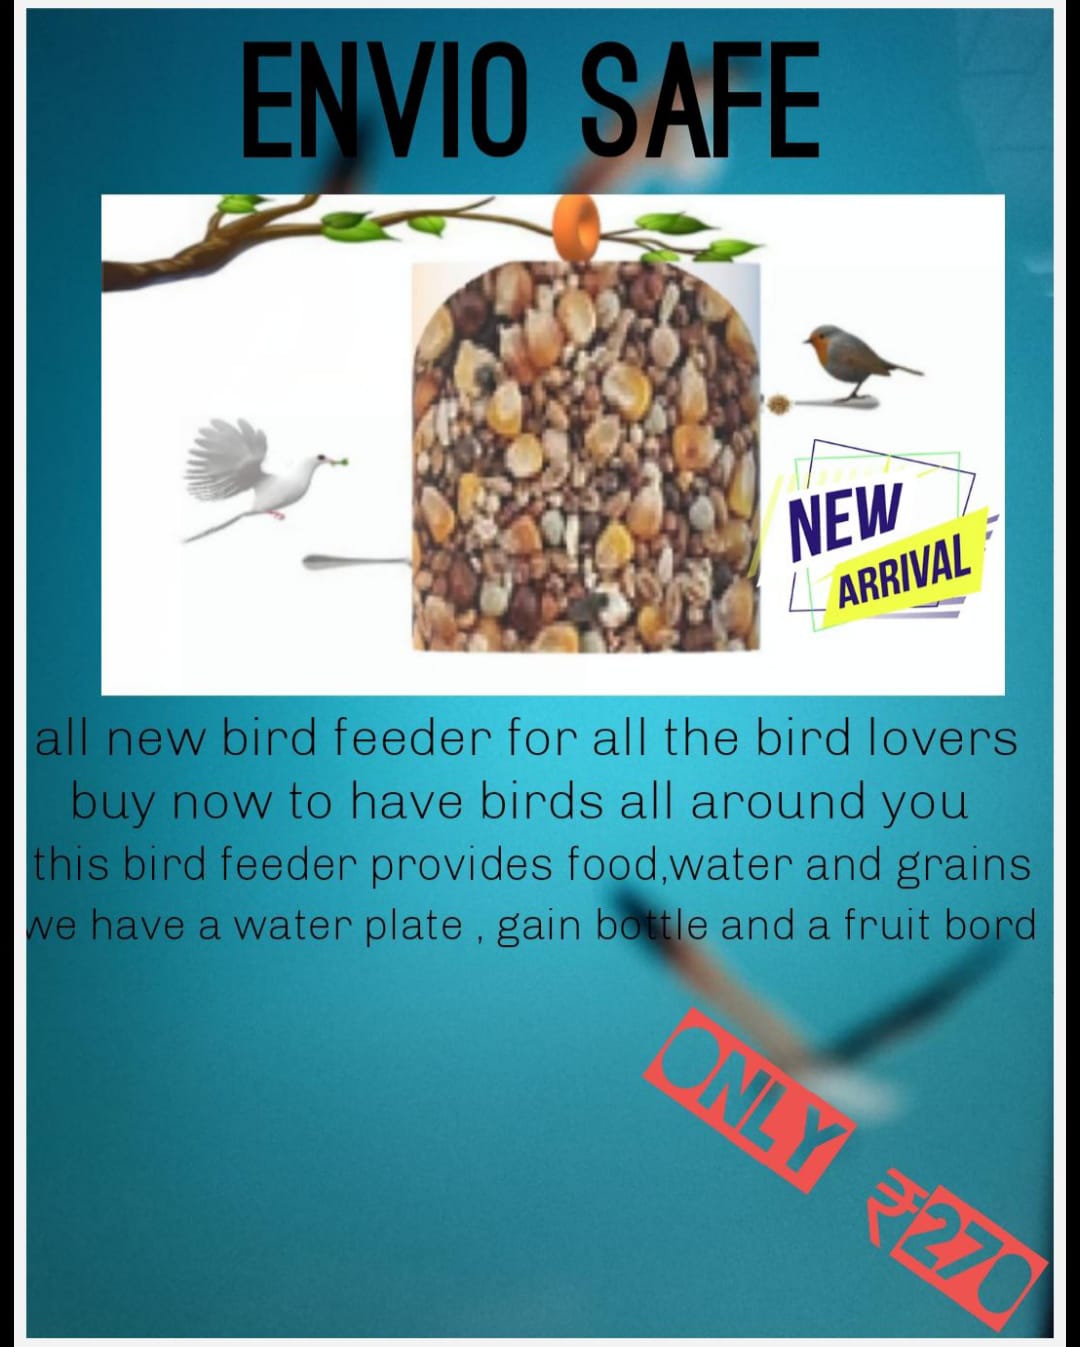 ENVIO SAFE
NEW
ARRIVAL
all new bird feeder for all the bird lovers
buy now to have birds all around you
this bird feeder provides food,water and grains
we have a water plate , gain bottle and a fruit bord
ONLY ₹270